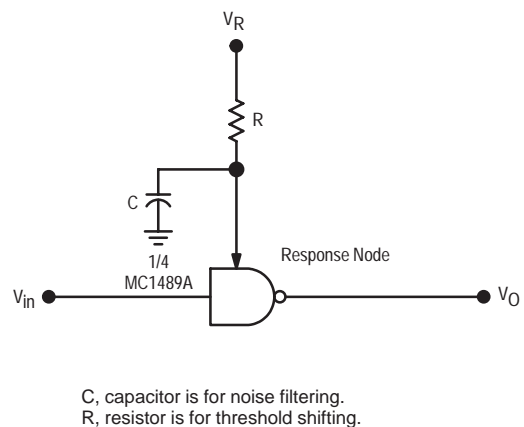 VR
R
C
1/4
MC1489A
Response Node
Vin
VO
C, capacitor is for noise filtering.
R, resistor is for threshold shifting.